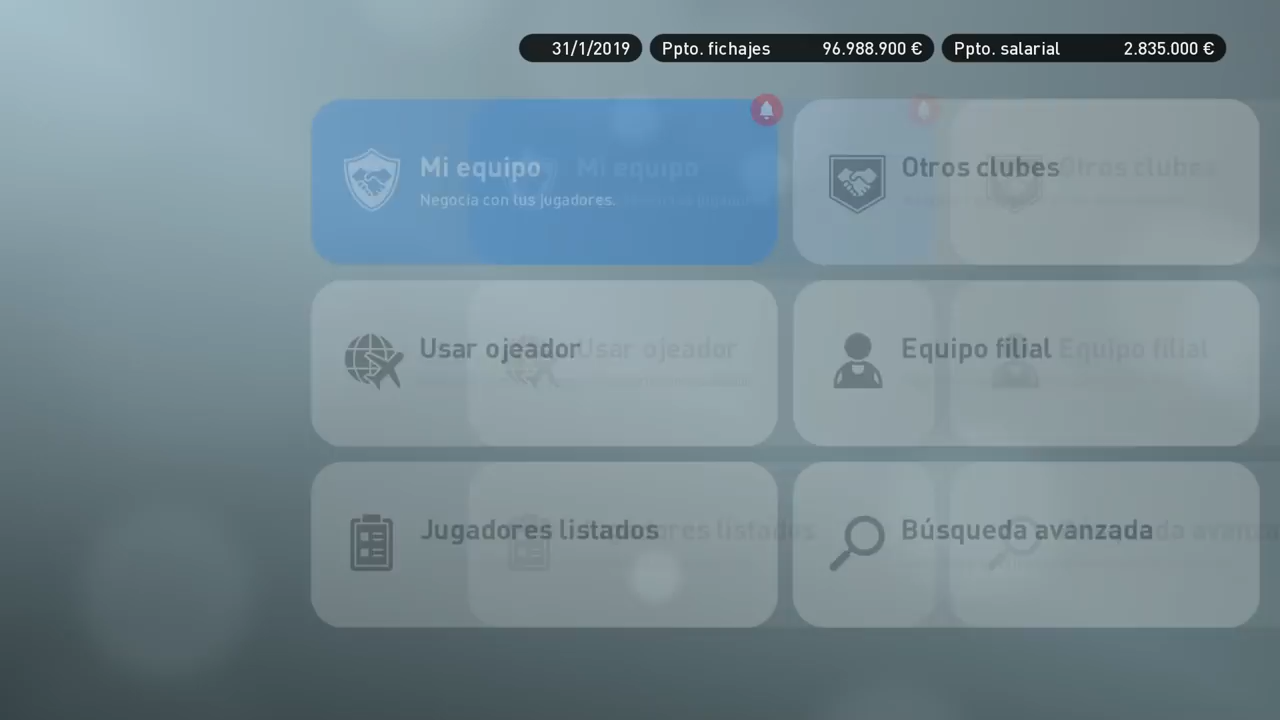 31/1/2019 Ppto. fichajes 96.988.900 € Ppto. salarial 2.835.000 €
Mi equipo
Negocia con tus jugadores.
Otros clubes
Usar ojeador
Equipo filial
Jugadores listados
Búsqueda avanzada